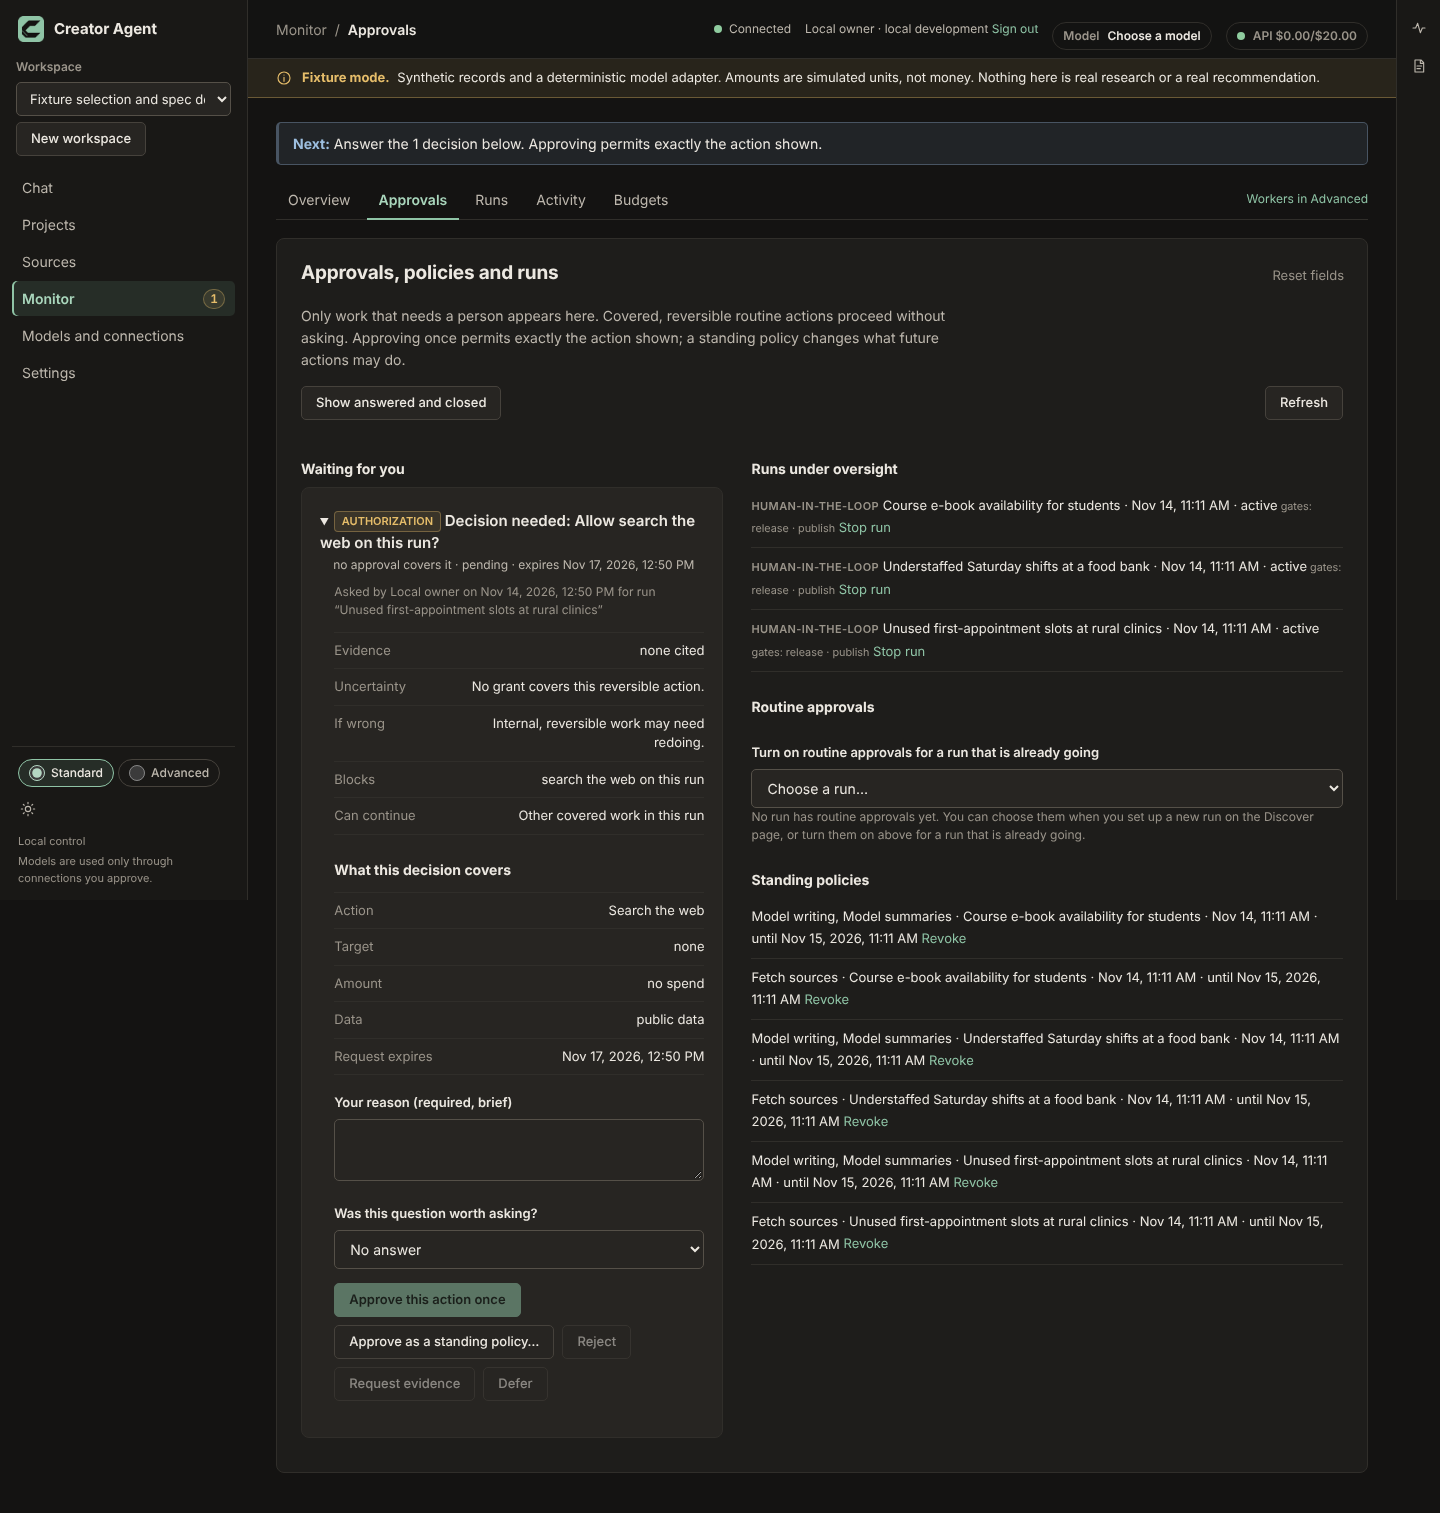 Creator Agent
Workspace
Fixture selection and spec d
New workspace
Chat
Projects
Sources
Monitor
1
Models and connections
Settings
Standard
Advanced
Local control
Models are used only through
connections you approve.
Monitor / Approvals
Connected
Local owner · local development Sign out
Model Choose a model
API $0.00/$20.00
Fixture mode. Synthetic records and a deterministic model adapter. Amounts are simulated units, not money. Nothing here is real research or a real recommendation.
Next: Answer the 1 decision below. Approving permits exactly the action shown.
Overview
Approvals
Runs
Activity
Budgets
Workers in Advanced
Approvals, policies and runs
Reset fields
Only work that needs a person appears here. Covered, reversible routine actions proceed without
asking. Approving once permits exactly the action shown; a standing policy changes what future
actions may do.
Show answered and closed
Refresh
Waiting for you
AUTHORIZATION Decision needed: Allow search the
web on this run?
no approval covers it · pending · expires Nov 17, 2026, 12:50 PM
Asked by Local owner on Nov 14, 2026, 12:50 PM for run
“Unused first-appointment slots at rural clinics”
Evidence none cited
Uncertainty No grant covers this reversible action.
If wrong Internal, reversible work may need
redoing.
Blocks search the web on this run
Can continue Other covered work in this run
What this decision covers
Action Search the web
Target none
Amount no spend
Data public data
Request expires Nov 17, 2026, 12:50 PM
Your reason (required, brief)
Was this question worth asking?
No answer
Approve this action once
Approve as a standing policy...
Reject
Request evidence
Defer
Runs under oversight
HUMAN-IN-THE-LOOP Course e-book availability for students · Nov 14, 11:11 AM · active gates:
release · publish Stop run
HUMAN-IN-THE-LOOP Understaffed Saturday shifts at a food bank · Nov 14, 11:11 AM · active gates:
release · publish Stop run
HUMAN-IN-THE-LOOP Unused first-appointment slots at rural clinics · Nov 14, 11:11 AM · active
gates: release · publish Stop run
Routine approvals
Turn on routine approvals for a run that is already going
Choose a run...
No run has routine approvals yet. You can choose them when you set up a new run on the Discover
page, or turn them on above for a run that is already going.
Standing policies
Model writing, Model summaries · Course e-book availability for students · Nov 14, 11:11 AM ·
until Nov 15, 2026, 11:11 AM Revoke
Fetch sources · Course e-book availability for students · Nov 14, 11:11 AM · until Nov 15, 2026,
11:11 AM Revoke
Model writing, Model summaries · Understaffed Saturday shifts at a food bank · Nov 14, 11:11 AM
· until Nov 15, 2026, 11:11 AM Revoke
Fetch sources · Understaffed Saturday shifts at a food bank · Nov 14, 11:11 AM · until Nov 15,
2026, 11:11 AM Revoke
Model writing, Model summaries · Unused first-appointment slots at rural clinics · Nov 14, 11:11
AM · until Nov 15, 2026, 11:11 AM Revoke
Fetch sources · Unused first-appointment slots at rural clinics · Nov 14, 11:11 AM · until Nov 15,
2026, 11:11 AM Revoke